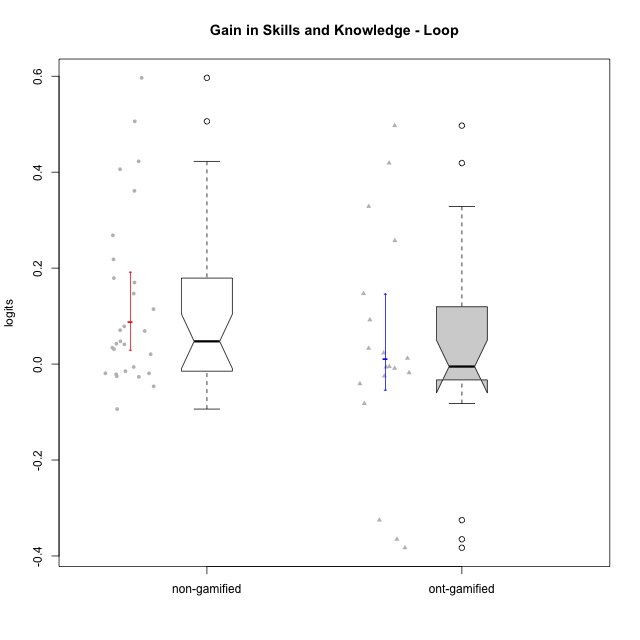 Gain in Skills and Knowledge - Loop
logits
0.6
0.4
0.2
0.0
-0.2
-0.4
non-gamified
ont-gamified